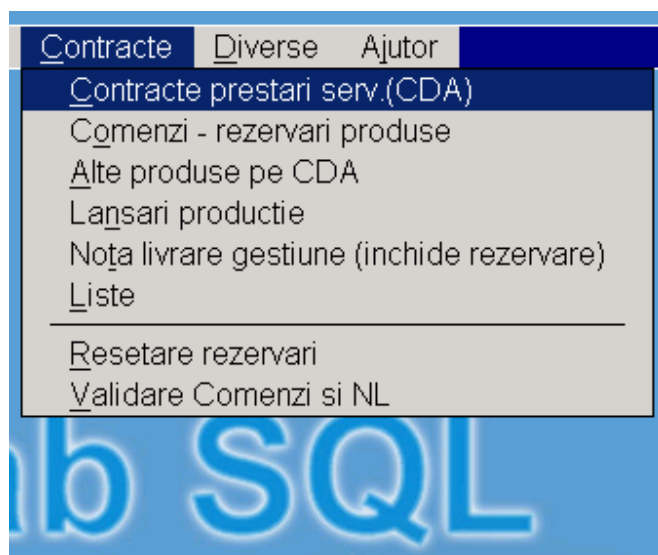 Contracte Diverse Ajutor
Contracte prestari serv.(CDA)
Comenzi - rezervari produse
Alte produse pe CDA
Lansari productie
Nota livrare gestiune (inchide rezervare)
Liste
Resetare rezervari
Validare Comenzi si NL
ab SQL